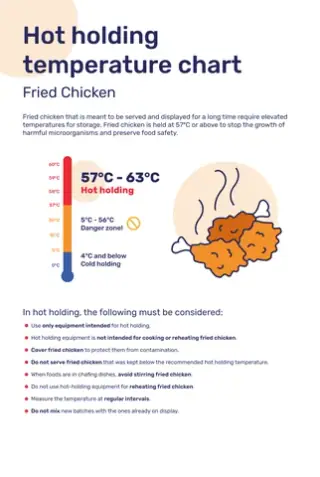 Hot holding
temperature chart
Fried Chicken
Fried chicken that is meant to be served and displayed for a long time require elevated
temperatures for storage. Fried chicken is held at 57°C or above to stop the growth of
harmful microorganisms and preserve food safety.
57°C - 63°C
Hot holding
57°C
5°C - 56°C
Danger zone!
4°C and below
Cold holding
0°C
In hot holding, the following must be considered:
Use only equipment intended for hot holding.
Hot holding equipment is not intended for cooking or reheating fried chicken.
Cover fried chicken to protect them from contamination.
Do not serve fried chicken that was kept below the recommended hot holding temperature.
When foods are in chafing dishes, avoid stirring fried chicken.
Do not use hot-holding equipment for reheating fried chicken.
Measure the temperature at regular intervals.
Do not mix new batches with the ones already on display.